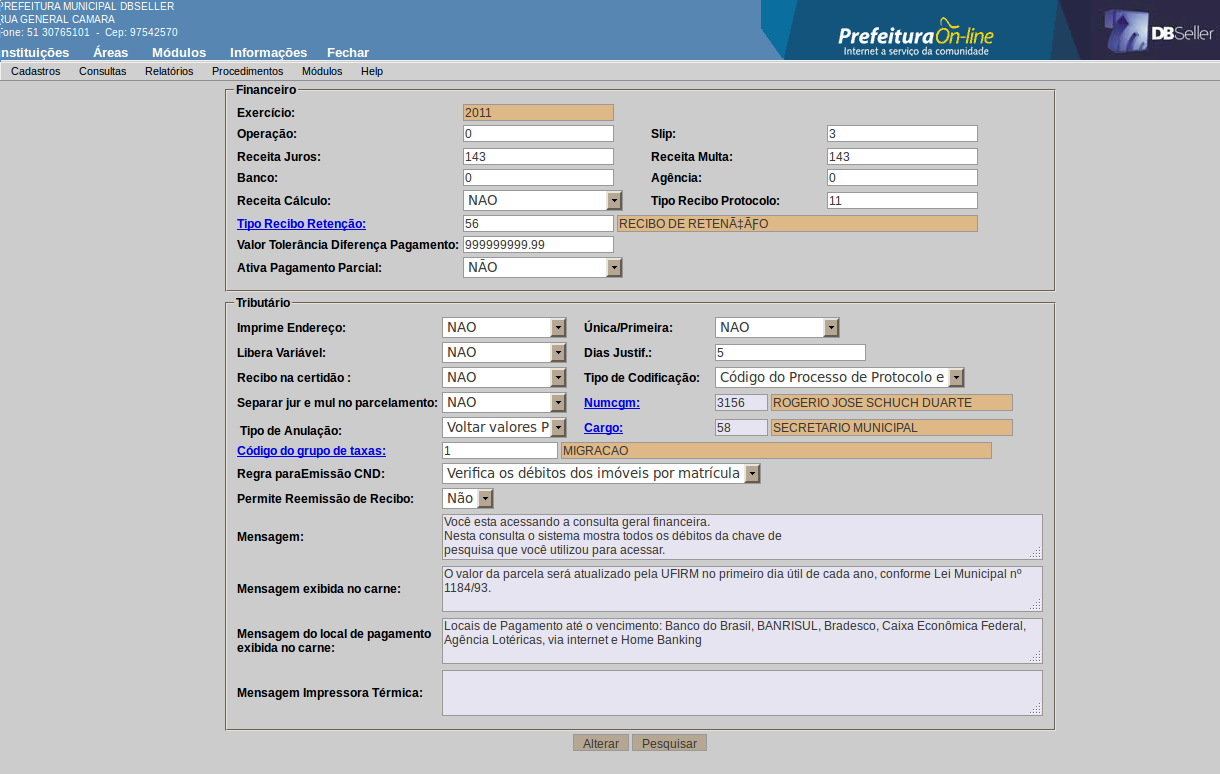 PREFEITURA MUNICIPAL DBSELLER
RUA GENERAL CAMARA
Fone: 51 30765101 - Cep: 97542570
nstituições Áreas Módulos Informações Fechar
PrefeituraOn-line
Internet a serviço da comunidade
DBSeller
Cadastros Consultas Relatórios Procedimentos Módulos Help
Financeiro
Exercício: 2011
Operação: 0 Slip: 3
Receita Juros: 143 Receita Multa: 143
Banco: 0 Agência: 0
Receita Cálculo: NAO Tipo Recibo Protocolo: 11
Tipo Recibo Retenção: 56 RECIBO DE RETENÃ‡ÃƒO
Valor Tolerância Diferença Pagamento: 999999999.99
Ativa Pagamento Parcial: NÃO
Tributário
Imprime Endereço: NAO Única/Primeira: NAO
Libera Variável: NAO Dias Justif.: 5
Recibo na certidão : NAO Tipo de Codificação: Código do Processo de Protocolo e
Separar jur e mul no parcelamento: NAO Numcgm: 3156 ROGERIO JOSE SCHUCH DUARTE
Tipo de Anulação: Voltar valores P Cargo: 58 SECRETARIO MUNICIPAL
Código do grupo de taxas: 1 MIGRACAO
Regra paraEmissão CND: Verifica os débitos dos imóveis por matrícula
Permite Reemissão de Recibo: Não
Mensagem:
Você esta acessando a consulta geral financeira.
Nesta consulta o sistema mostra todos os débitos da chave de
pesquisa que você utilizou para acessar.
Mensagem exibida no carne:
O valor da parcela será atualizado pela UFIRM no primeiro dia útil de cada ano, conforme Lei Municipal nº
1184/93.
Mensagem do local de pagamento
exibida no carne:
Locais de Pagamento até o vencimento: Banco do Brasil, BANRISUL, Bradesco, Caixa Econômica Federal,
Agência Lotéricas, via internet e Home Banking
Mensagem Impressora Térmica:
Alterar Pesquisar